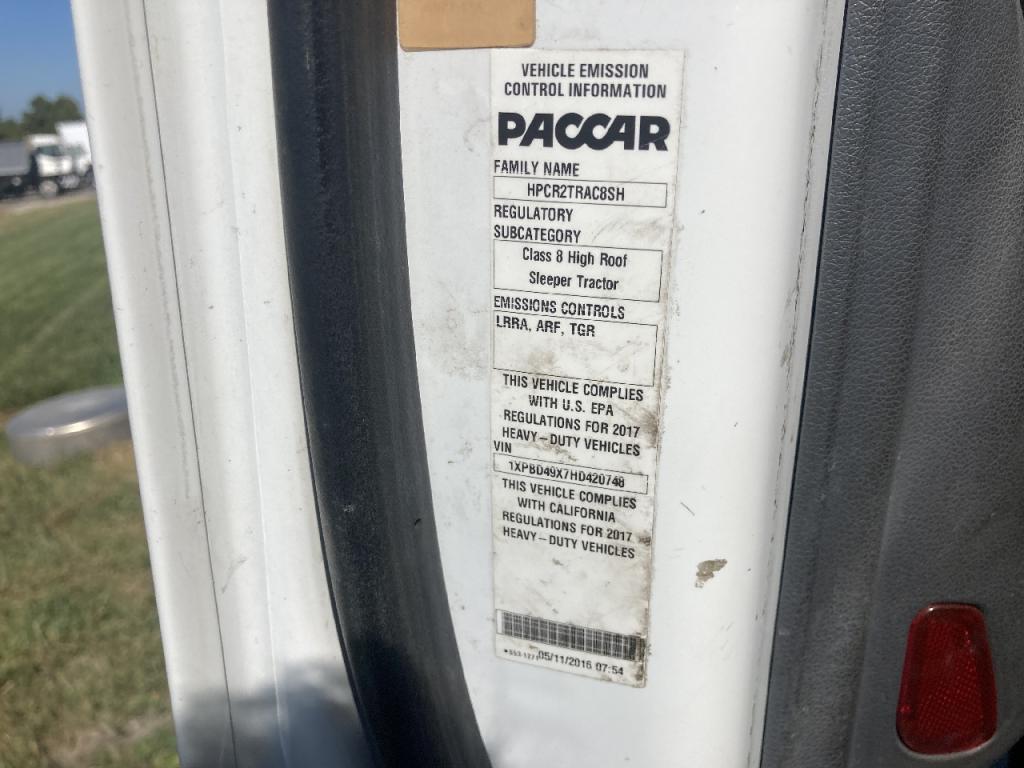 VEHICLE EMISSION
CONTROL INFORMATION
PACCAR
FAMILY NAME
HPCR2TRAC8SH
REGULATORY
SUBCATEGORY
Class 8 High Roof
Sleeper Tractor
EMISSIONS CONTROLS
LRRA, ARF, TGR
THIS VEHICLE COMPLIES
WITH U.S. EPA
REGULATIONS FOR 2017
HEAVY-DUTY VEHICLES
VIN
1XPBD49X7HD420748
THIS VEHICLE COMPLIES
WITH CALIFORNIA
REGULATIONS FOR 2017
HEAVY-DUTY VEHICLES
05/11/2016 07:54